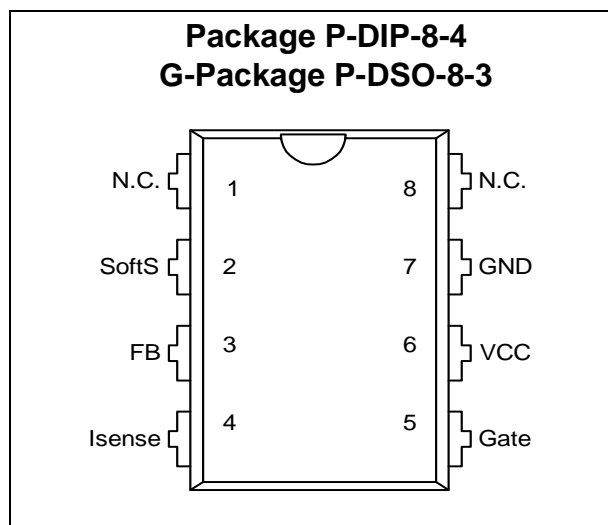 Package P-DIP-8-4
G-Package P-DSO-8-3
N.C. 1 8 N.C.
SoftS 2 7 GND
FB 3 6 VCC
Isense 4 5 Gate